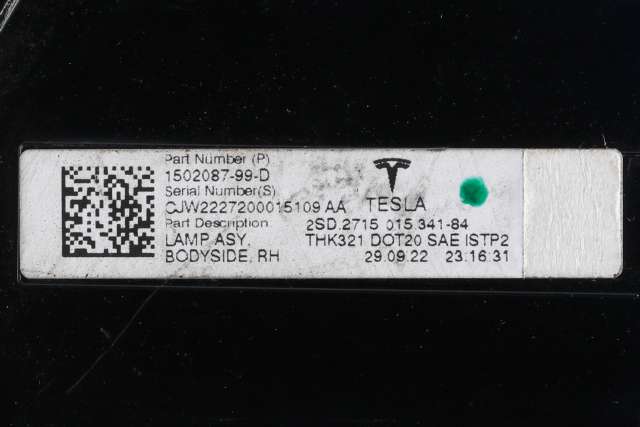 Part Number (P)
1502087-99-D
Serial Number(S)
CJW2227200015109 AA TESLA
Part Description 2SD.2715 015 341-84
LAMP ASY, THK321 DOT20 SAE ISTP2
BODYSIDE, RH 29.09.22 23:16:31